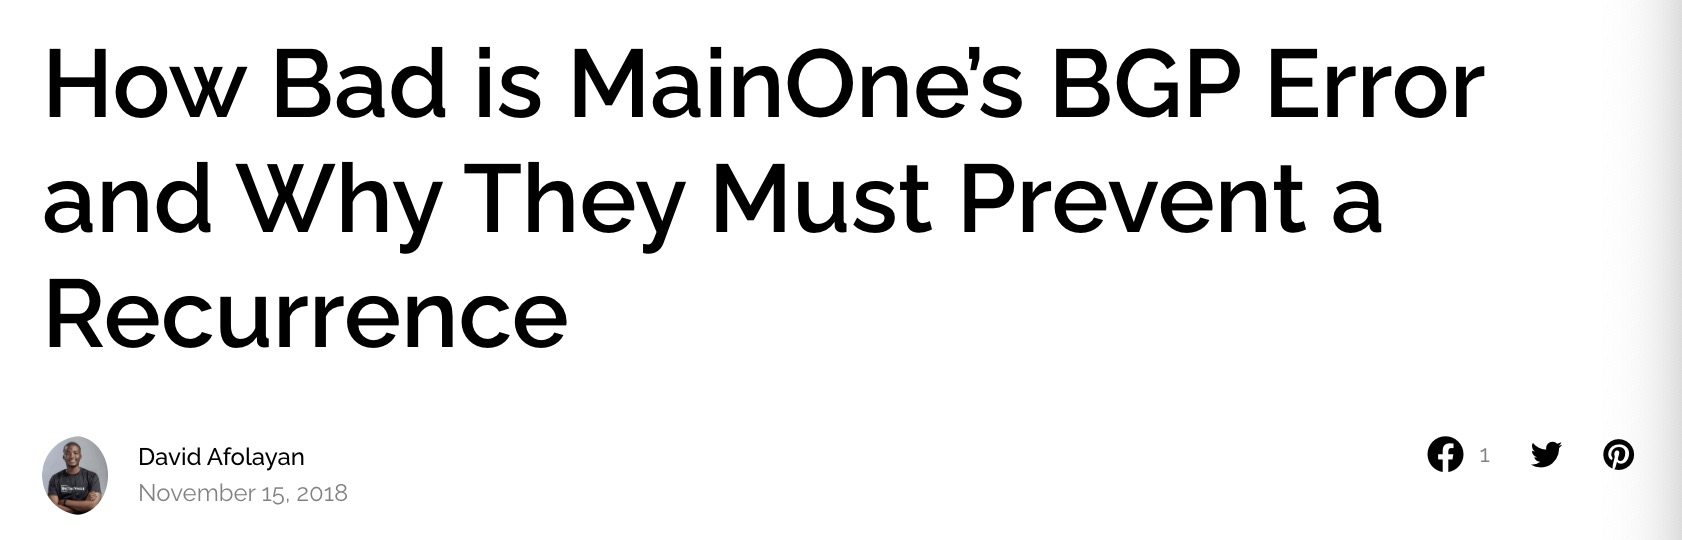 How Bad is MainOne’s BGP Error
and Why They Must Prevent a
Recurrence
David Afolayan
November 15, 2018
1